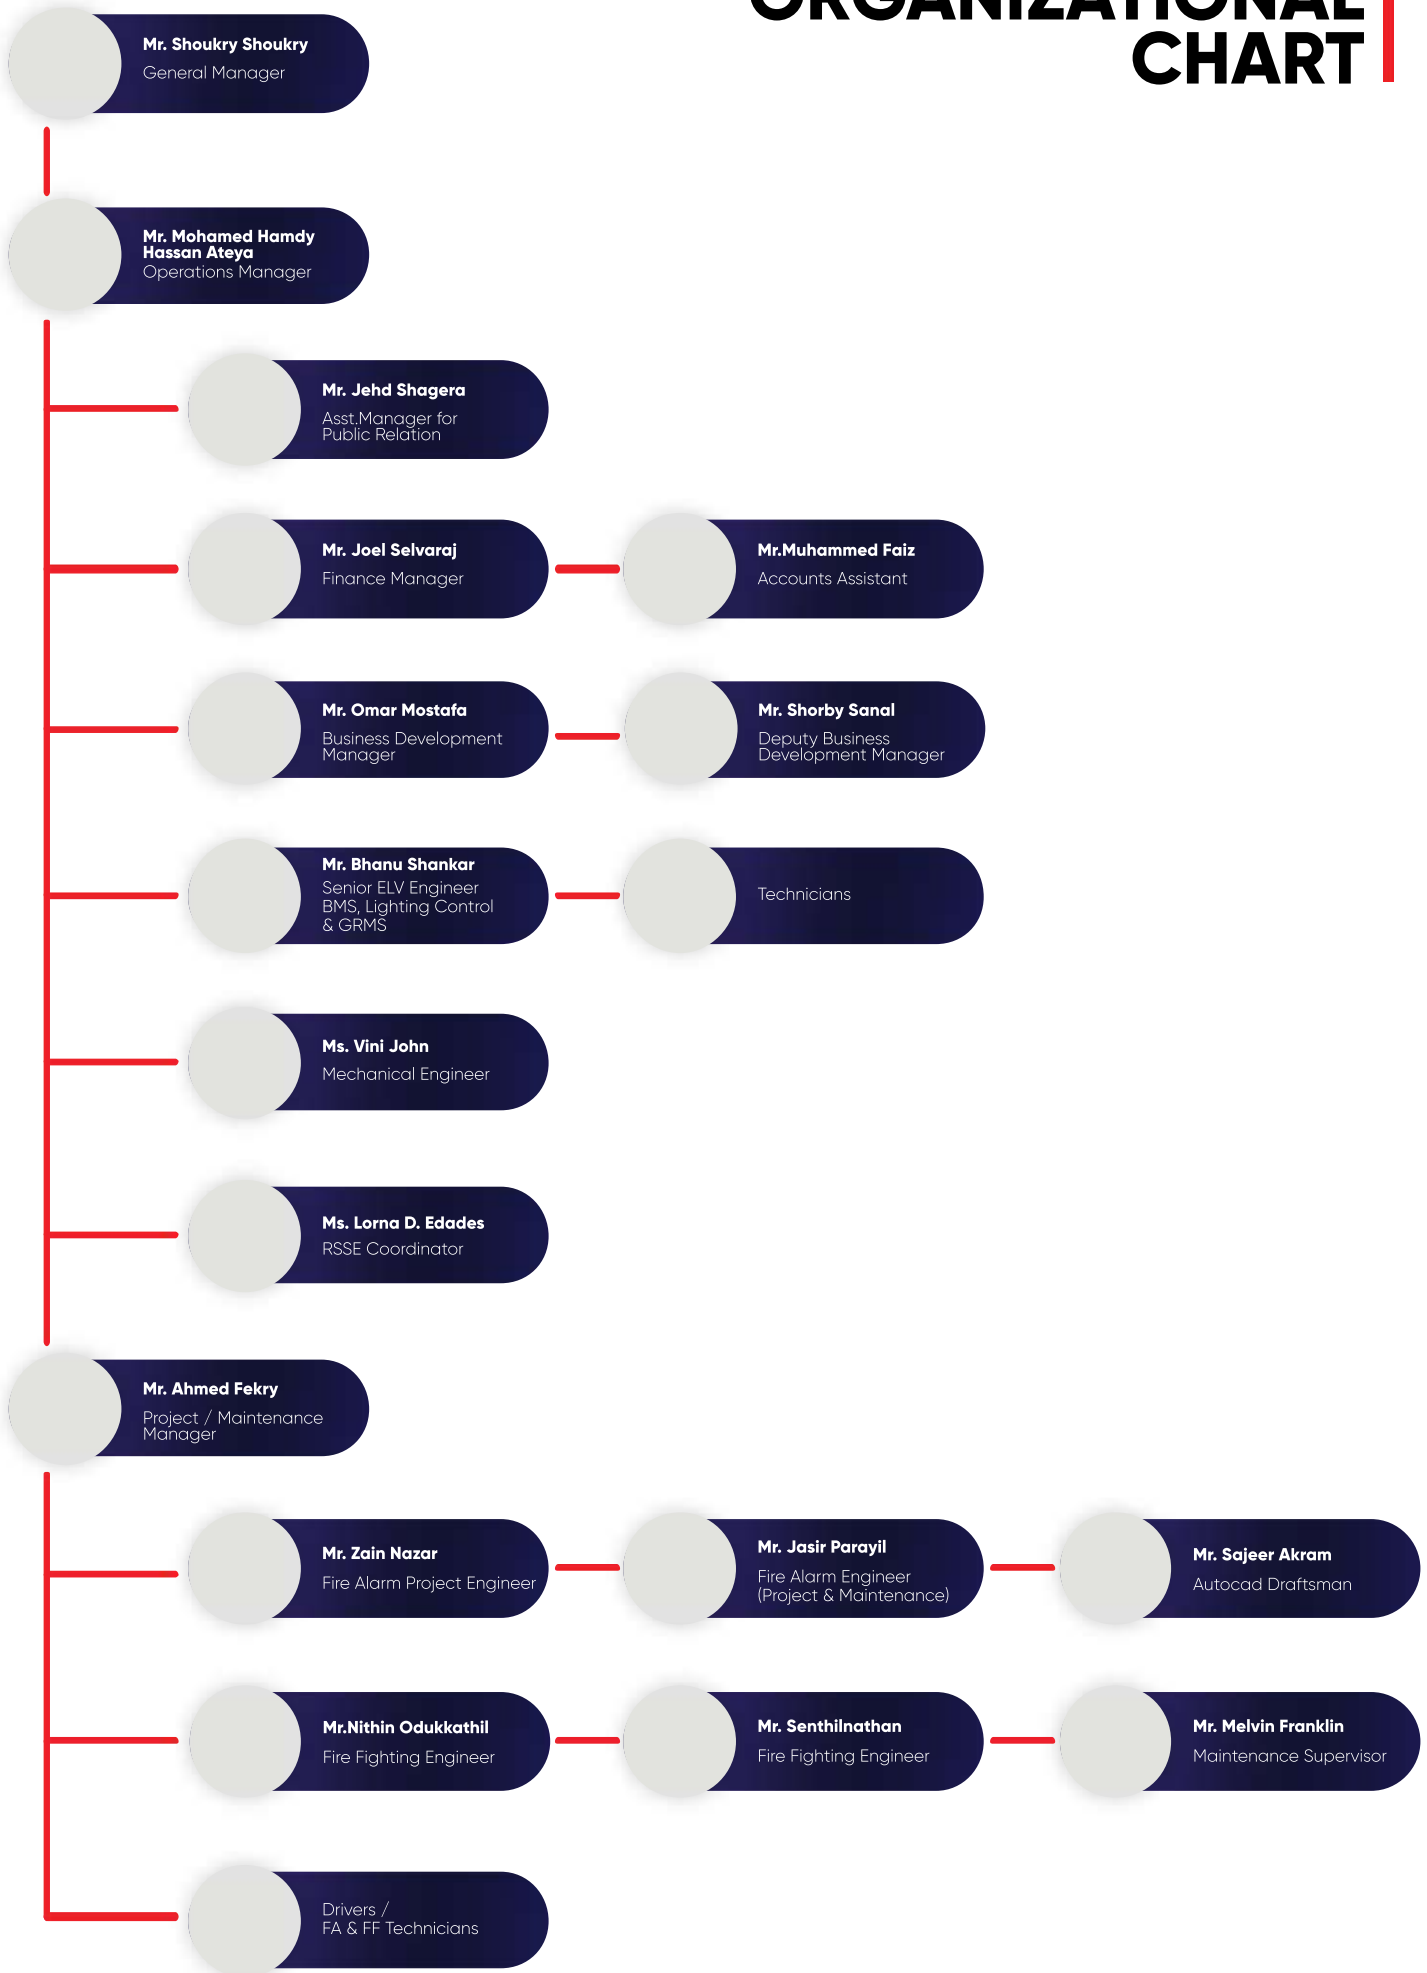 ORGANIZATIONAL
CHART
Mr. Shoukry Shoukry
General Manager
Mr. Mohamed Hamdy
Hassan Ateya
Operations Manager
Mr. Jehd Shagera
Asst.Manager for
Public Relation
Mr. Joel Selvaraj
Finance Manager
Mr.Muhammed Faiz
Accounts Assistant
Mr. Omar Mostafa
Business Development
Manager
Mr. Shorby Sanal
Deputy Business
Development Manager
Mr. Bhanu Shankar
Senior ELV Engineer
BMS, Lighting Control
& GRMS
Technicians
Ms. Vini John
Mechanical Engineer
Ms. Lorna D. Edades
RSSE Coordinator
Mr. Ahmed Fekry
Project / Maintenance
Manager
Mr. Zain Nazar
Fire Alarm Project Engineer
Mr. Jasir Parayil
Fire Alarm Engineer
(Project & Maintenance)
Mr. Sajeer Akram
Autocad Draftsman
Mr.Nithin Odukkathil
Fire Fighting Engineer
Mr. Senthilnathan
Fire Fighting Engineer
Mr. Melvin Franklin
Maintenance Supervisor
Drivers /
FA & FF Technicians